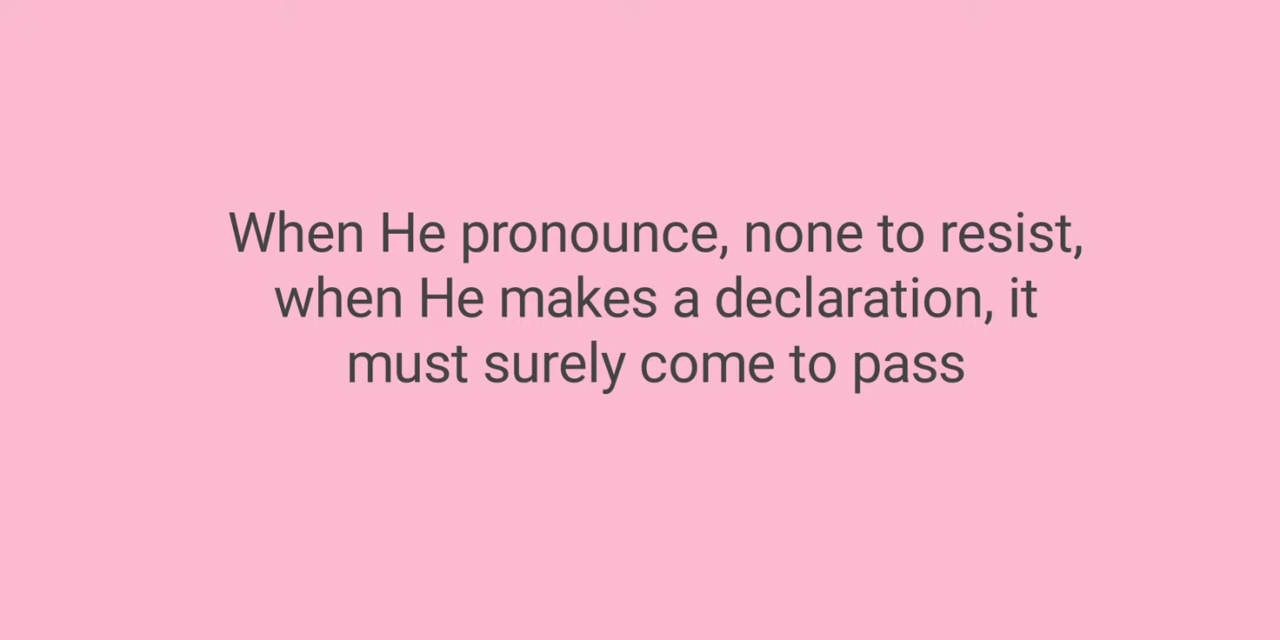 When He pronounce, none to resist,
when He makes a declaration, it
must surely come to pass